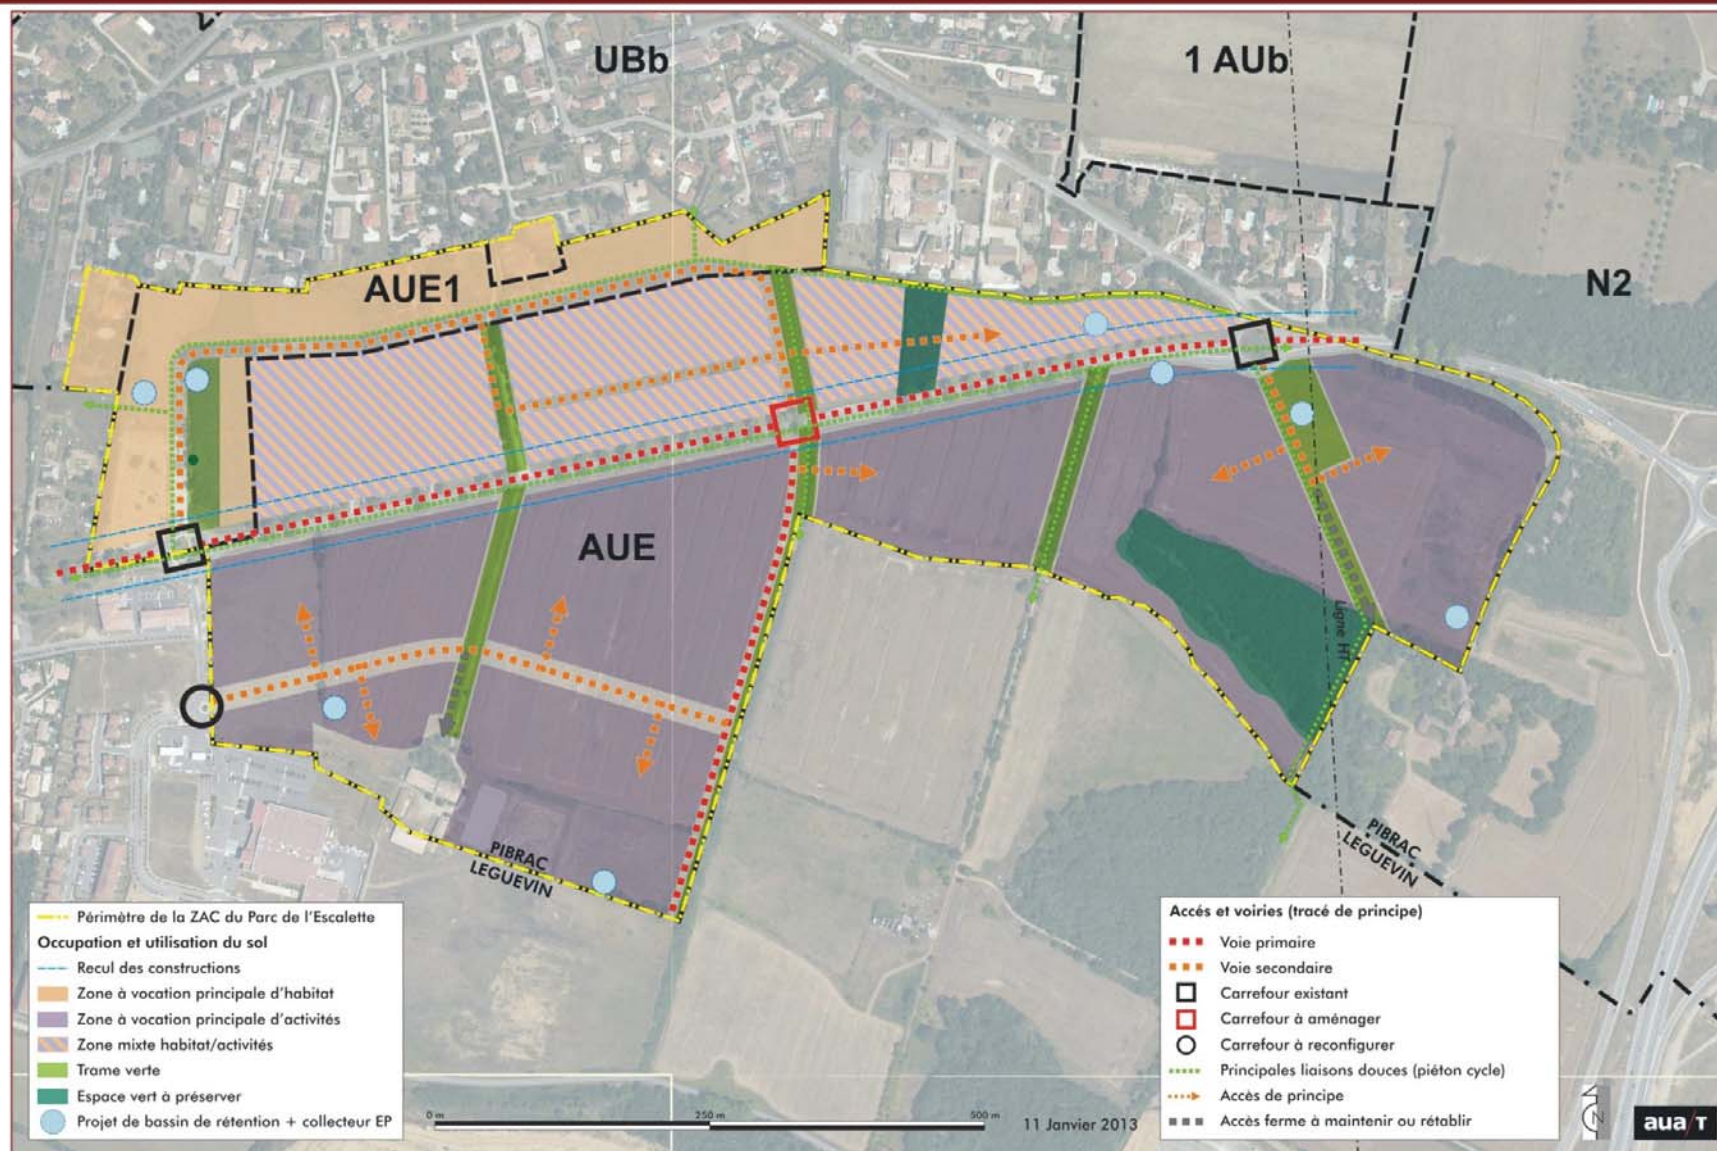 UBb
1 AUb
N2
AUE1
AUE
Ligne HT
PIBRAC
LEGUEVIN
PIBRAC
LEGUEVIN
Périmètre de la ZAC du Parc de l'Escalette
Occupation et utilisation du sol
Recul des constructions
Zone à vocation principale d'habitat
Zone à vocation principale d'activités
Zone mixte habitat/activités
Trame verte
Espace vert à préserver
Projet de bassin de rétention + collecteur EP
0 m
250 m
500 m
11 Janvier 2013
Accés et voiries (tracé de principe)
Voie primaire
Voie secondaire
Carrefour existant
Carrefour à aménager
Carrefour à reconfigurer
Principales liaisons douces (piéton cycle)
Accès de principe
Accès ferme à maintenir ou rétablir
aua/T